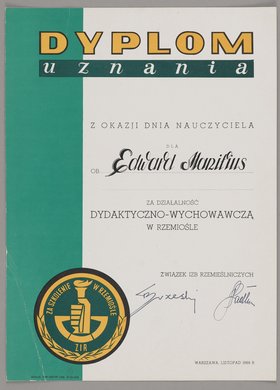 DYPLOM
uznania
Z OKAZJI DNIA NAUCZYCIELA
DLA
OB. Edward
ZA DZIAŁALNOŚĆ
DYDAKTYCZNO-WYCHOWAWCZĄ
W RZEMIOŚLE
ZWIĄZEK IZB RZEMIEŚLNICZYCH
ZA SZKOLENIE W RZEMIOŚLE
ZIR
WARSZAWA, LISTOPAD